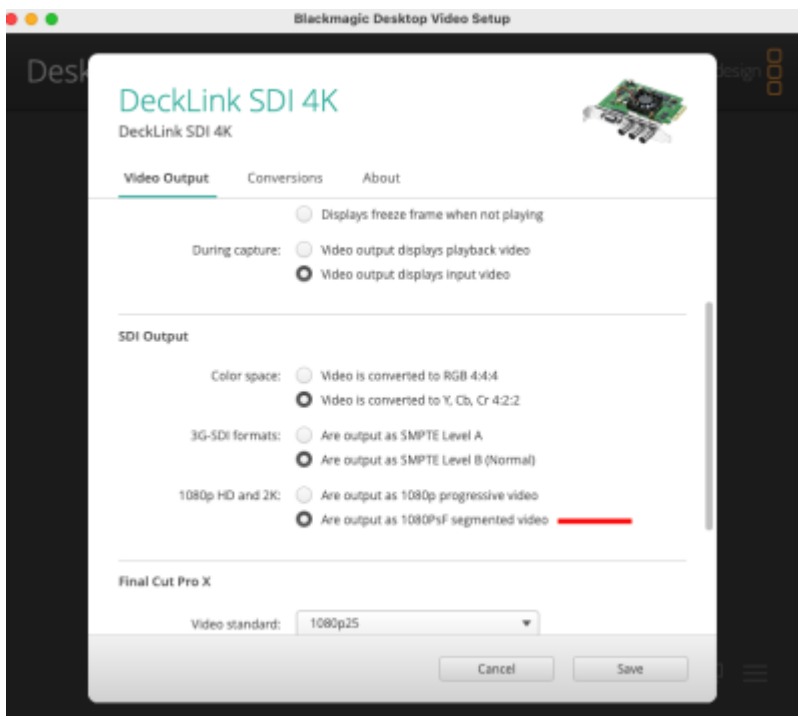 Blackmagic Desktop Video Setup
Desk
design
DeckLink SDI 4K
DeckLink SDI 4K
Video Output Conversions About
Displays freeze frame when not playing
During capture: Video output displays playback video
Video output displays input video
SDI Output
Color space: Video is converted to RGB 4:4:4
Video is converted to Y, Cb, Cr 4:2:2
3G-SDI formats: Are output as SMPTE Level A
Are output as SMPTE Level B (Normal)
1080p HD and 2K: Are output as 1080p progressive video
Are output as 1080PsF segmented video
Final Cut Pro X
Video standard: 1080p25
Cancel Save